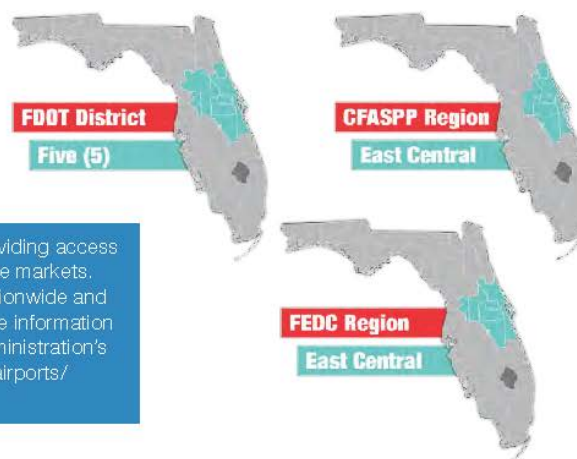 FDOT District
Five (5)
CFASPP Region
East Central
viding access
e markets.
ionwide and
e information
ministration's
airports/
FEDC Region
East Central